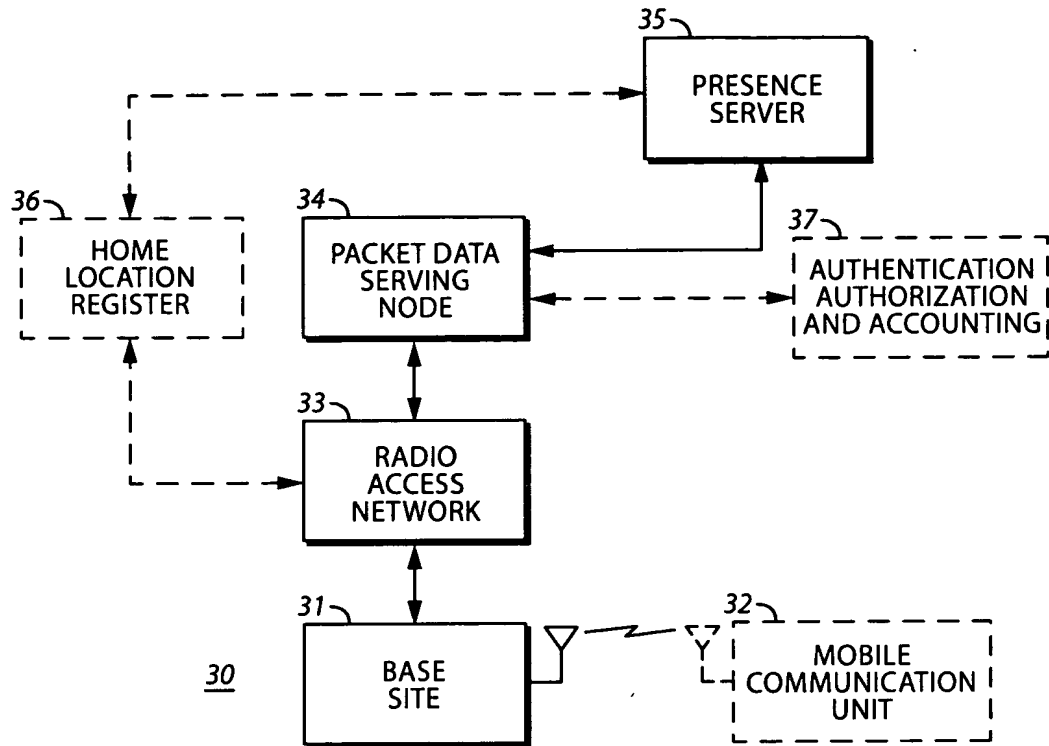 35
PRESENCE
SERVER
36
HOME
LOCATION
REGISTER
34
PACKET DATA
SERVING
NODE
37
AUTHENTICATION
AUTHORIZATION
AND ACCOUNTING
33
RADIO
ACCESS
NETWORK
31
BASE
SITE
32
MOBILE
COMMUNICATION
UNIT
30